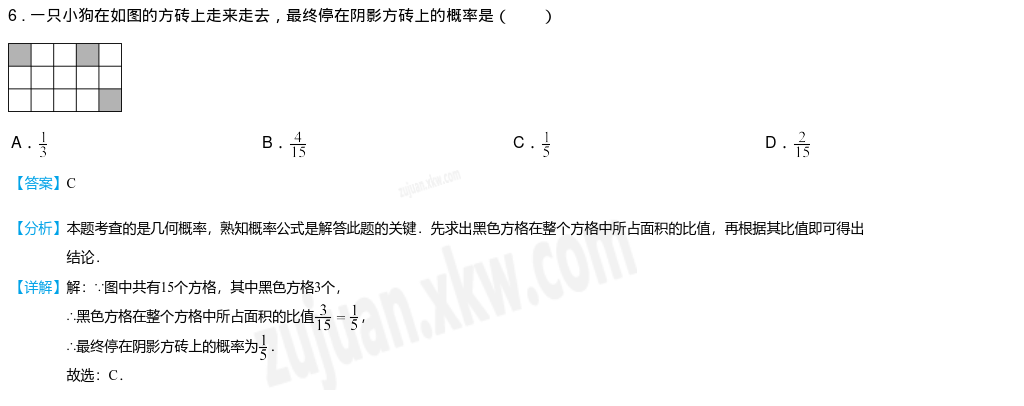 6．一只小狗在如图的方砖上走来走去，最终停在阴影方砖上的概率是（　　）
A．1/3　B．4/15　C．1/5　D．2/15
【答案】C
zujuan.xkw.com
【分析】本题考查的是几何概率，熟知概率公式是解答此题的关键．先求出黑色方格在整个方格中所占面积的比值，再根据其比值即可得出
结论．
【详解】解：∵图中共有15个方格，其中黑色方格3个，
∴黑色方格在整个方格中所占面积的比值3/15＝1/5，
∴最终停在阴影方砖上的概率为1/5．
故选：C．
zujuan.xkw.com